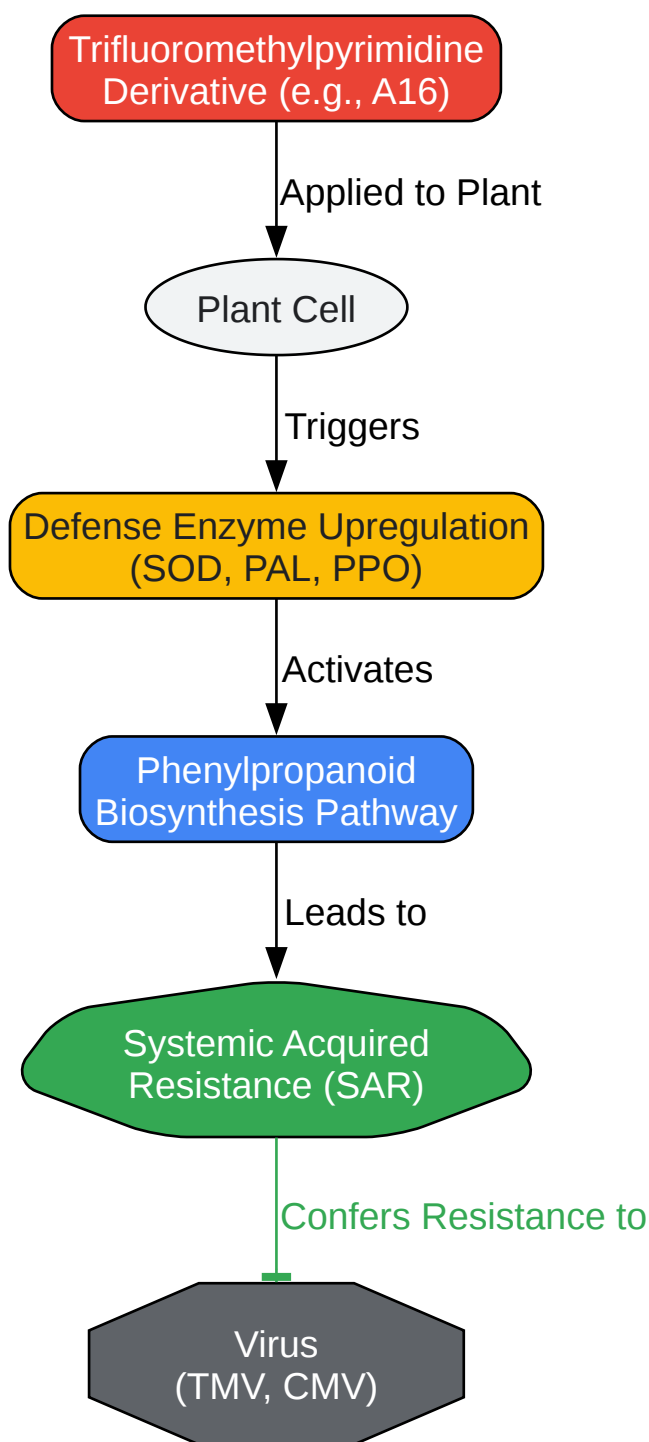 Trifluoromethylpyrimidine
Derivative (e.g., A16)
Applied to Plant
Plant Cell
Triggers
Defense Enzyme Upregulation
(SOD, PAL, PPO)
Activates
Phenylpropanoid
Biosynthesis Pathway
Leads to
Systemic Acquired
Resistance (SAR)
Confers Resistance to
Virus
(TMV, CMV)